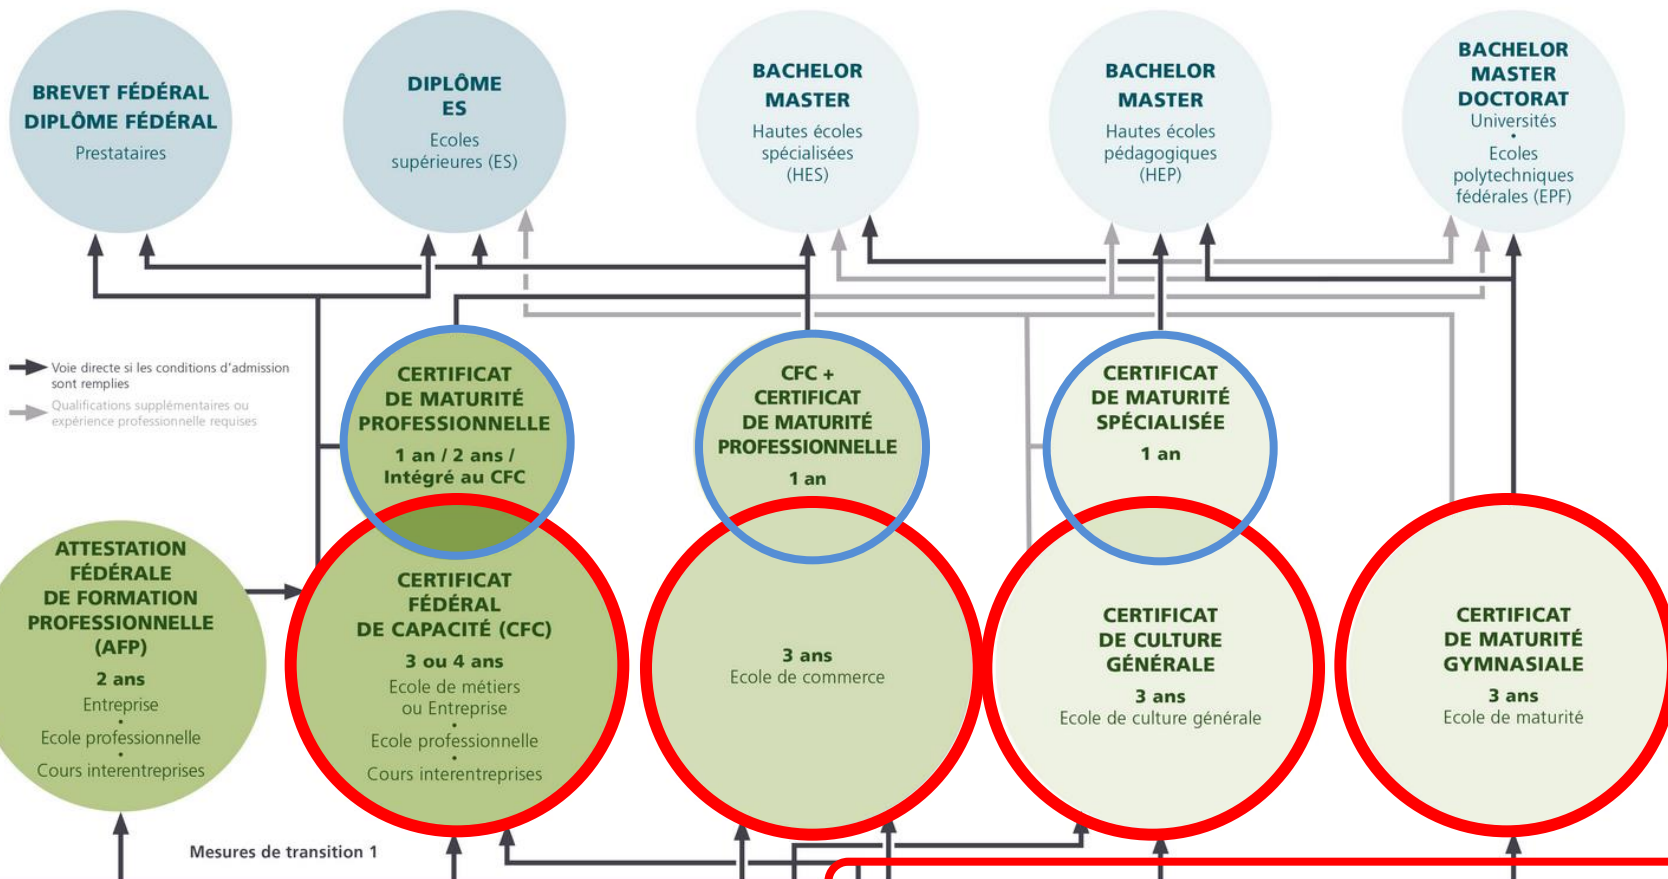 BREVET FÉDÉRAL
DIPLÔME FÉDÉRAL
Prestataires
DIPLÔME
ES
Ecoles
supérieures (ES)
BACHELOR
MASTER
Hautes écoles
spécialisées
(HES)
BACHELOR
MASTER
Hautes écoles
pédagogiques
(HEP)
BACHELOR
MASTER
DOCTORAT
Universités
•
Ecoles
polytechniques
fédérales (EPF)
Voie directe si les conditions d'admission
sont remplies
Qualifications supplémentaires ou
expérience professionnelle requises
CERTIFICAT
DE MATURITÉ
PROFESSIONNELLE
1 an / 2 ans /
Intégré au CFC
CFC +
CERTIFICAT
DE MATURITÉ
PROFESSIONNELLE
1 an
CERTIFICAT
DE MATURITÉ
SPÉCIALISÉE
1 an
ATTESTATION
FÉDÉRALE
DE FORMATION
PROFESSIONNELLE
(AFP)
2 ans
Entreprise
•
Ecole professionnelle
•
Cours interentreprises
CERTIFICAT
FÉDÉRAL
DE CAPACITÉ (CFC)
3 ou 4 ans
Ecole de métiers
ou Entreprise
•
Ecole professionnelle
•
Cours interentreprises
3 ans
Ecole de commerce
CERTIFICAT
DE CULTURE
GÉNÉRALE
3 ans
Ecole de culture générale
CERTIFICAT
DE MATURITÉ
GYMNASIALE
3 ans
Ecole de maturité
Mesures de transition 1